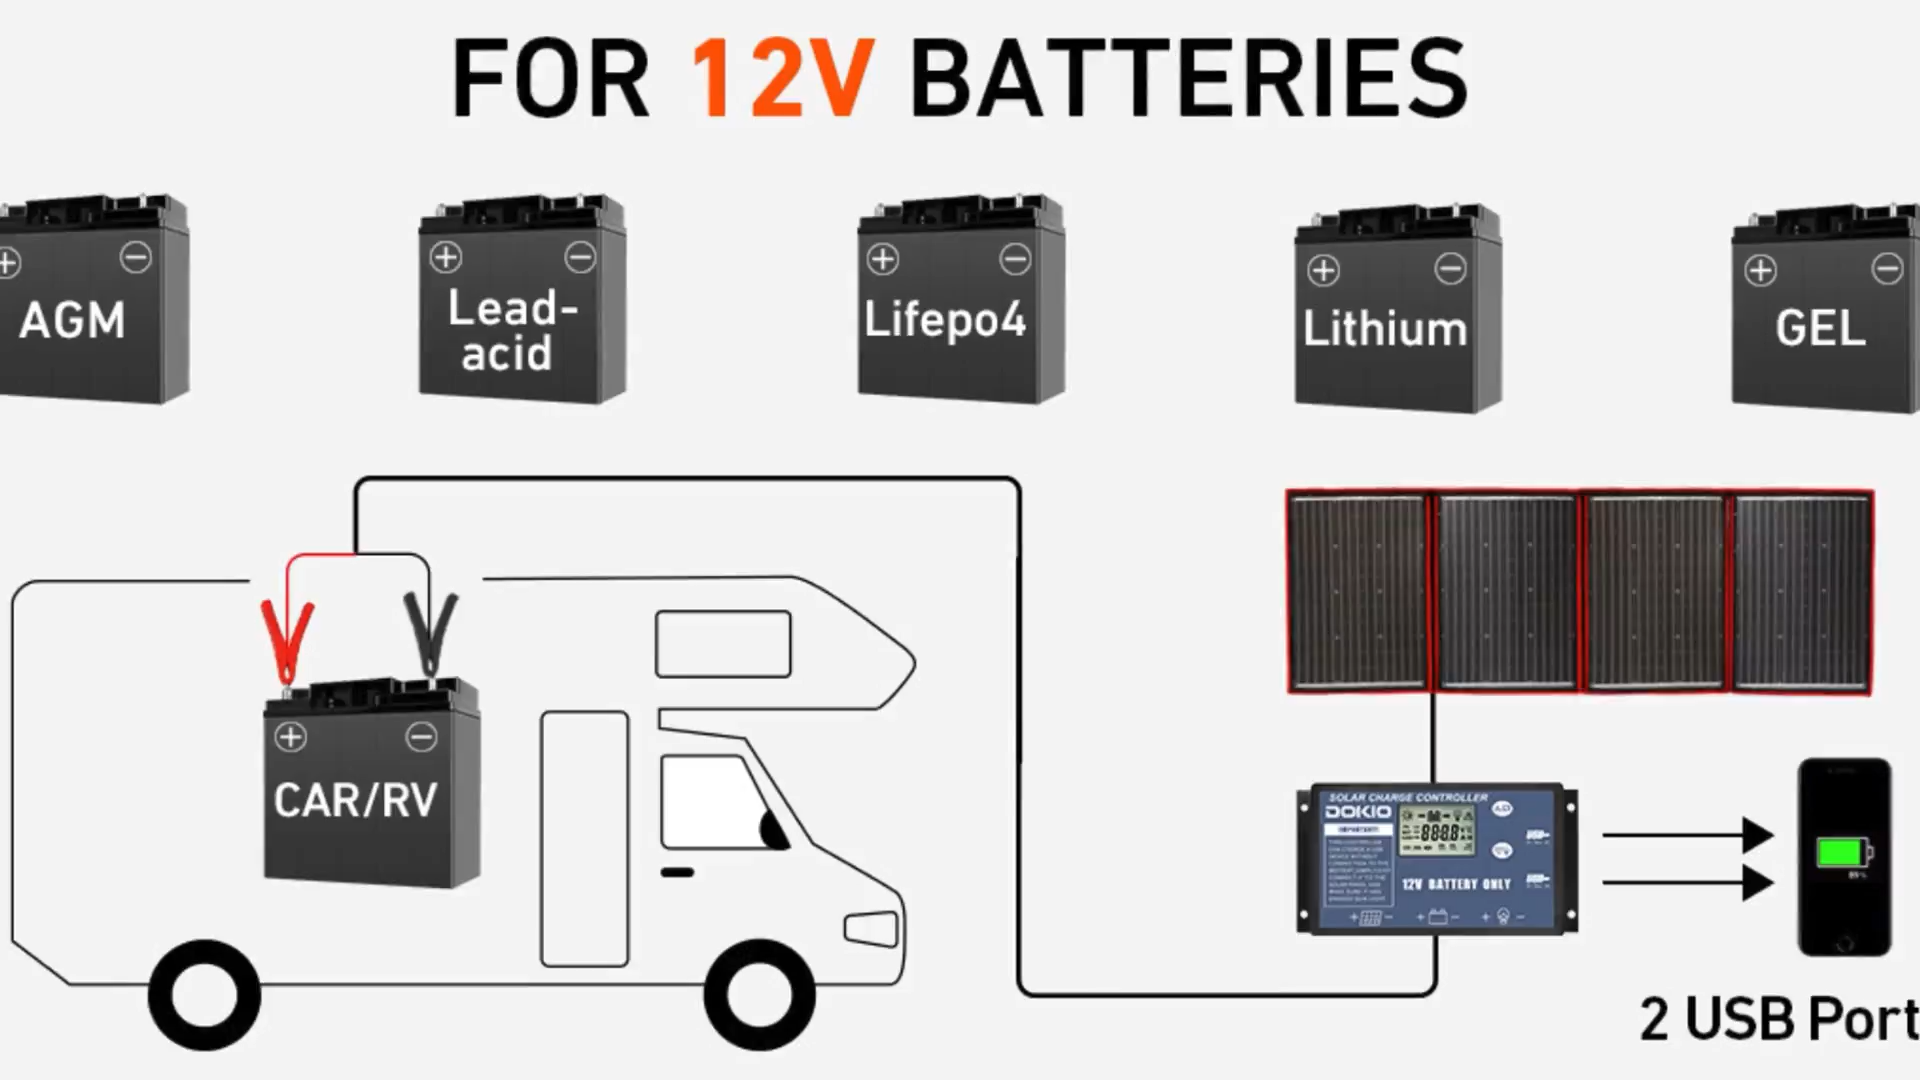 FOR 12V BATTERIES
AGM
Lead-
acid
Lifepo4
Lithium
GEL
CAR/RV
SOLAR CHARGE CONTROLLER
DOKIO
12V BATTERY ONLY
2 USB Port